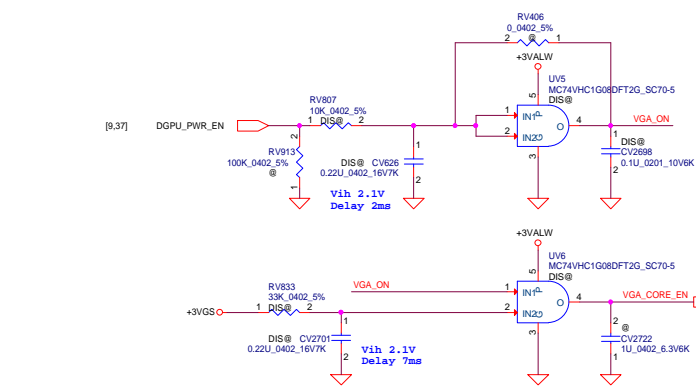 RV406
0_0402_5%
2 @ 1
+3VALW
UV5
MC74VHC1G08DFT2G_SC70-5
DIS@
5
RV807
10K_0402_5%
DIS@
1 2
[9,37] DGPU_PWR_EN
1 IN1 P
2 IN2 G
O 4
VGA_ON
3
2
RV913
100K_0402_5%
@
1
1
DIS@ CV626
0.22U_0402_16V7K
2
1
DIS@
CV2698
0.1U_0201_10V6K
2
Vih 2.1V
Delay 2ms
+3VALW
UV6
MC74VHC1G08DFT2G_SC70-5
DIS@
5
VGA_ON
1 IN1 P
2 IN2 G
O 4
VGA_CORE_EN
3
RV833
33K_0402_5%
DIS@
+3VGS 1 2
1
DIS@ CV2701
0.22U_0402_16V7K
2
Vih 2.1V
Delay 7ms
2
@
CV2722
1U_0402_6.3V6K
1